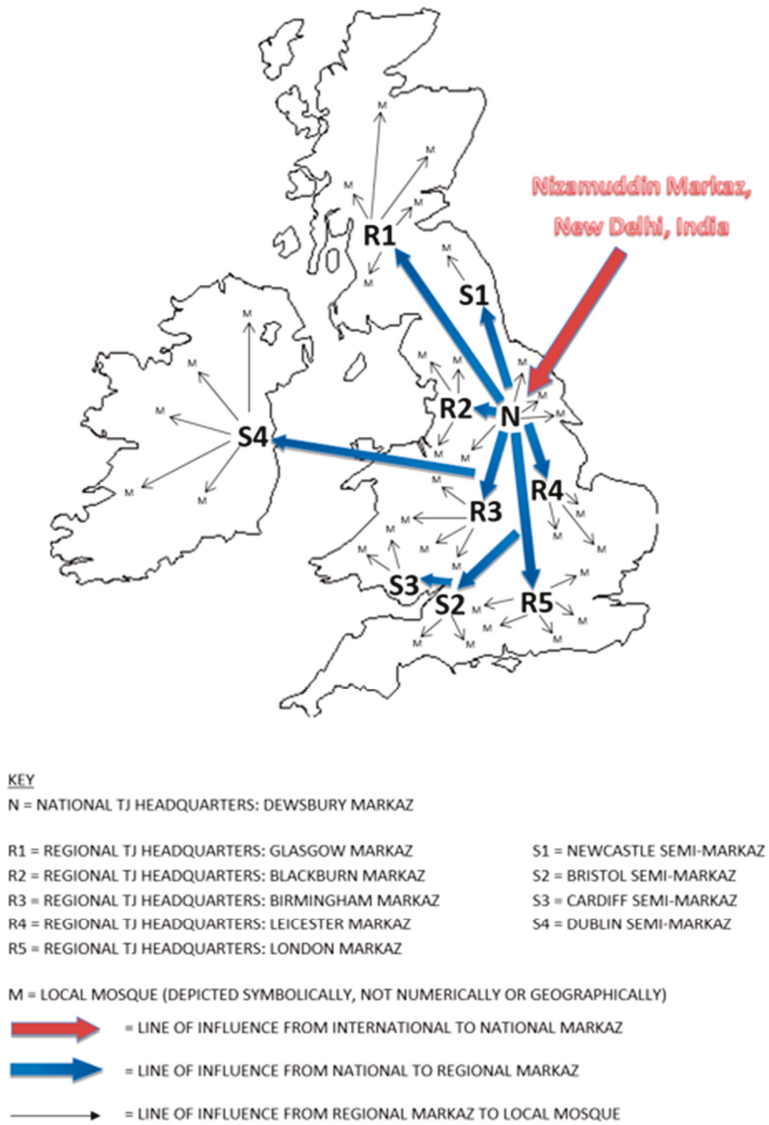 M
M
M
M
R1
M
Nizamuddin Markaz,
New Delhi, India
M
S1
M
M
M
M
M
M
M
R2
N
M
M
M
M
S4
M
M
M
M
R4
M
R3
M
M
M
M
M
M
M
M
S3
S2
R5
M
M
M
M
M
M
M
KEY
N = NATIONAL TJ HEADQUARTERS: DEWSBURY MARKAZ
R1 = REGIONAL TJ HEADQUARTERS: GLASGOW MARKAZ
R2 = REGIONAL TJ HEADQUARTERS: BLACKBURN MARKAZ
R3 = REGIONAL TJ HEADQUARTERS: BIRMINGHAM MARKAZ
R4 = REGIONAL TJ HEADQUARTERS: LEICESTER MARKAZ
R5 = REGIONAL TJ HEADQUARTERS: LONDON MARKAZ
S1 = NEWCASTLE SEMI-MARKAZ
S2 = BRISTOL SEMI-MARKAZ
S3 = CARDIFF SEMI-MARKAZ
S4 = DUBLIN SEMI-MARKAZ
M = LOCAL MOSQUE (DEPICTED SYMBOLICALLY, NOT NUMERICALLY OR GEOGRAPHICALLY)
= LINE OF INFLUENCE FROM INTERNATIONAL TO NATIONAL MARKAZ
= LINE OF INFLUENCE FROM NATIONAL TO REGIONAL MARKAZ
= LINE OF INFLUENCE FROM REGIONAL MARKAZ TO LOCAL MOSQUE